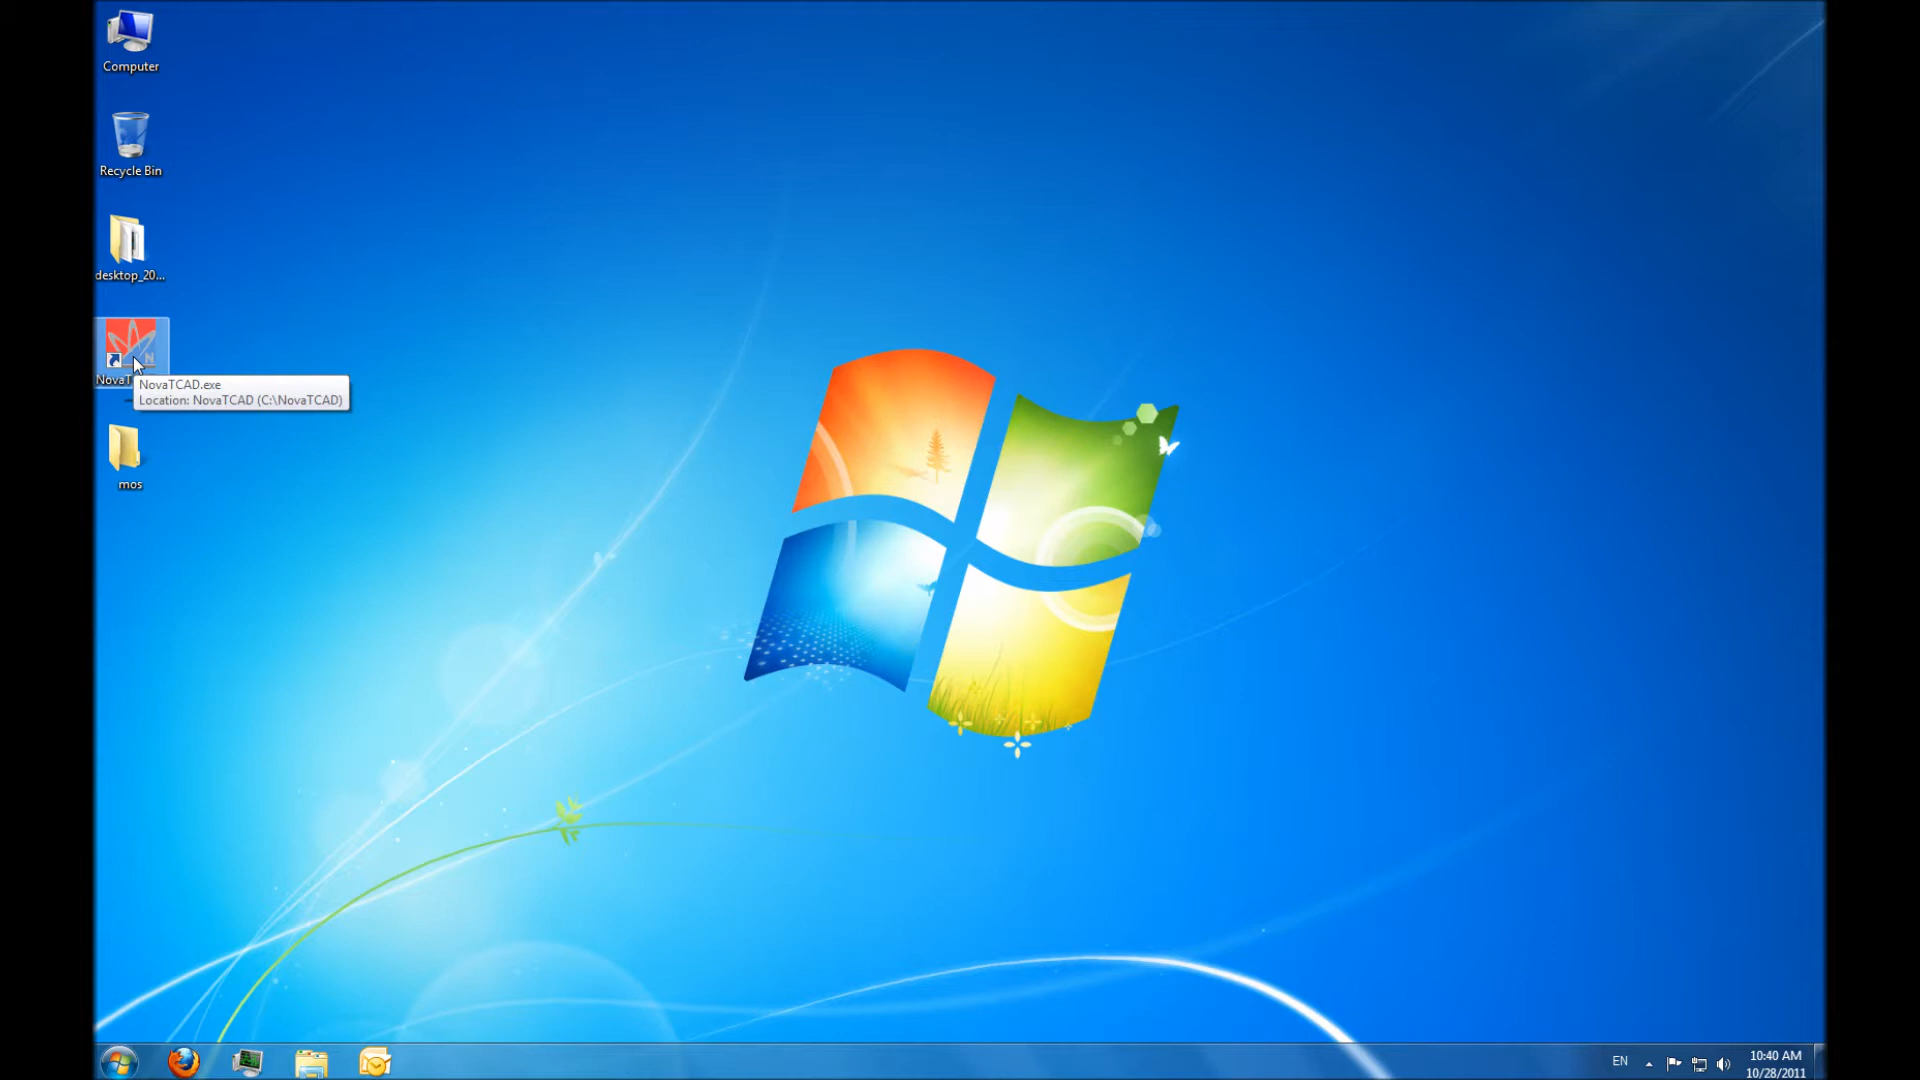 Computer
Recycle Bin
desktop_20...
NovaT
NovaTCAD.exe
Location: NovaTCAD (C:\NovaTCAD)
mos
EN
10:40 AM
10/28/2011